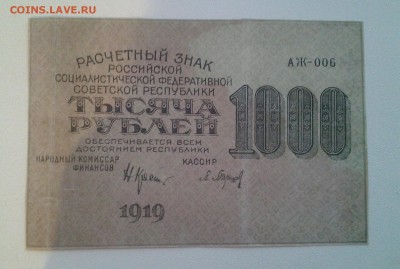 COINS.LAVE.RU
РАСЧЕТНЫЙ ЗНАК
РОССИЙСКОЙ
СОЦИАЛИСТИЧЕСКОЙ ФЕДЕРАТИВНОЙ
СОВЕТСКОЙ РЕСПУБЛИКИ
АЖ-006
ТЫСЯЧА
РУБЛЕЙ
1000
ОБЕСПЕЧИВАЕТСЯ ВСЕМ
ДОСТОЯНИЕМ РЕСПУБЛИКИ
НАРОДНЫЙ КОМИССАР
ФИНАНСОВ
КАССИР
1919